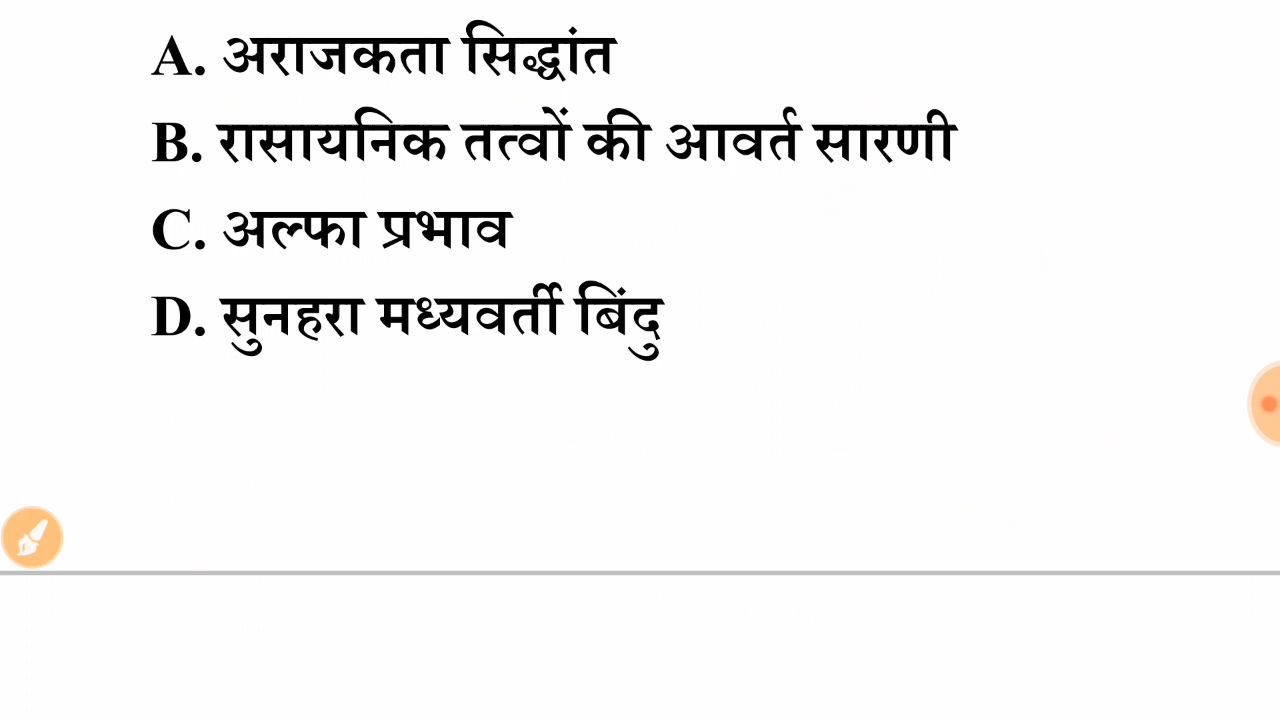 A. अराजकता सिद्धांत
B. रासायनिक तत्वों की आवर्त सारणी
C. अल्फा प्रभाव
D. सुनहरा मध्यवर्ती बिंदु